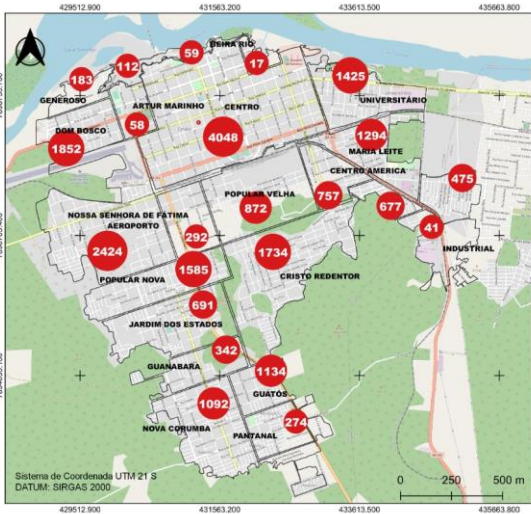 429512.900 431563.200 433613.500 435663.800
59
BEIRA RIO
17
112
183
1425
GENEROSO
ARTUR MARINHO
CENTRO
UNIVERSITÁRIO
DOM BOSCO
58
4048
1294
1852
MARIA LEITE
CENTRO AMERICA
475
POPULAR VELHA
757
872
677
NOSSA SENHORA DE FÁTIMA
AEROPORTO
41
292
2424
1734
INDUSTRIAL
1585
POPULAR NOVA
CRISTO REDENTOR
691
JARDIM DOS ESTADOS
342
GUANABARA
1134
GUATÓS
1092
NOVA CORUMBA
274
PANTANAL
Sistema de Coordenada UTM 21 S
DATUM: SIRGAS 2000
0 250 500 m
429512.900 431563.200 433613.500 435663.800